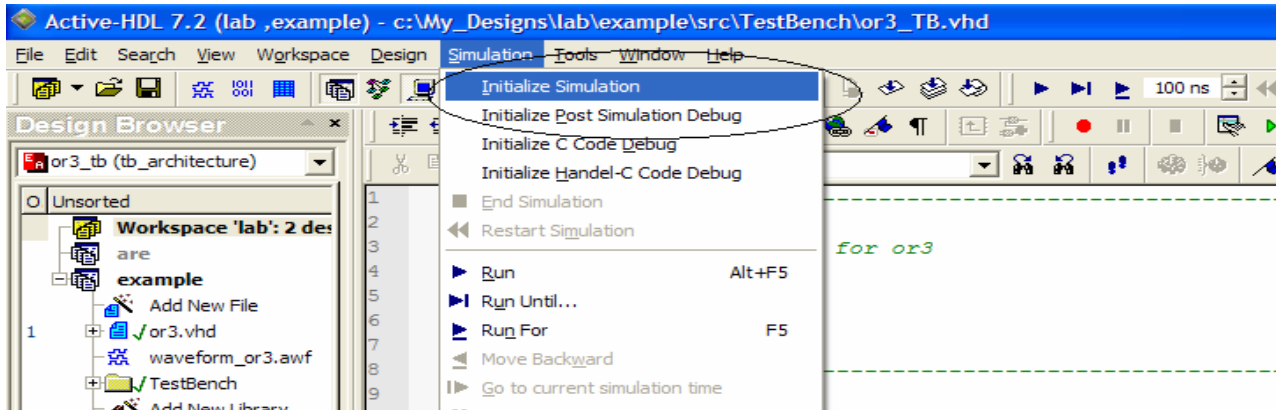 Active-HDL 7.2 (lab ,example) - c:\My_Designs\lab\example\src\TestBench\or3_TB.vhd
File Edit Search View Workspace Design Simulation Tools Window Help
100 ns
Design Browser
or3_tb (tb_architecture)
O Unsorted
Workspace 'lab': 2 des
are
example
Add New File
1 or3.vhd
waveform_or3.awf
TestBench
Add New Library
Initialize Simulation
Initialize Post Simulation Debug
Initialize C Code Debug
Initialize Handel-C Code Debug
End Simulation
Restart Simulation
Run Alt+F5
Run Until...
Run For F5
Move Backward
Go to current simulation time
1
2
3
4
5
6
7
8
9
for or3